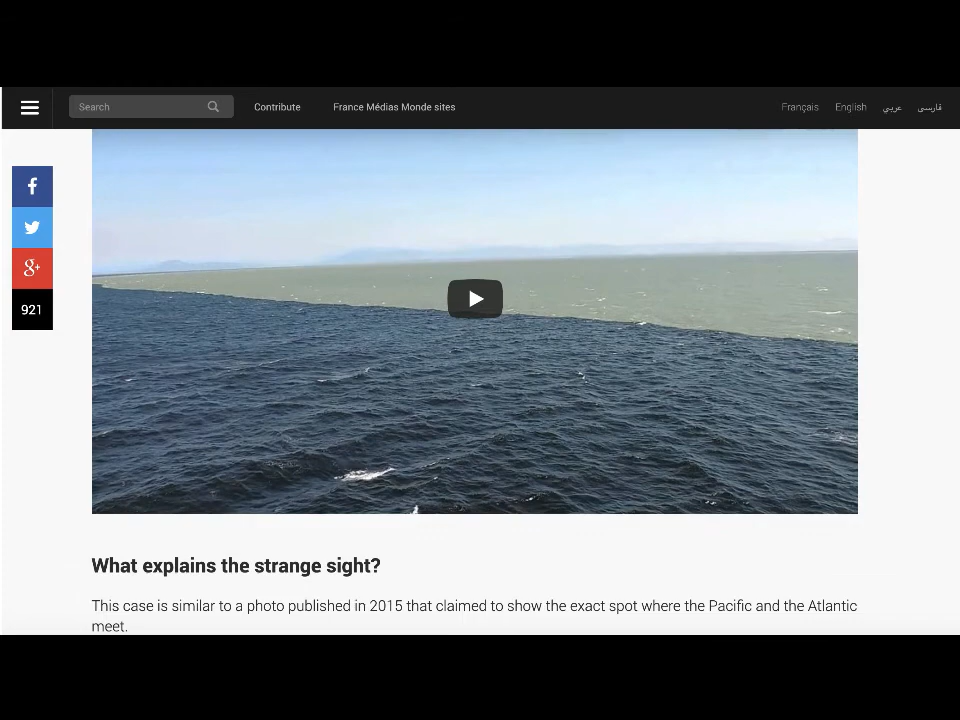 Search
Contribute
France Médias Monde sites
Français
English
عربي
فارسی
f
g+
921
What explains the strange sight?
This case is similar to a photo published in 2015 that claimed to show the exact spot where the Pacific and the Atlantic
meet.